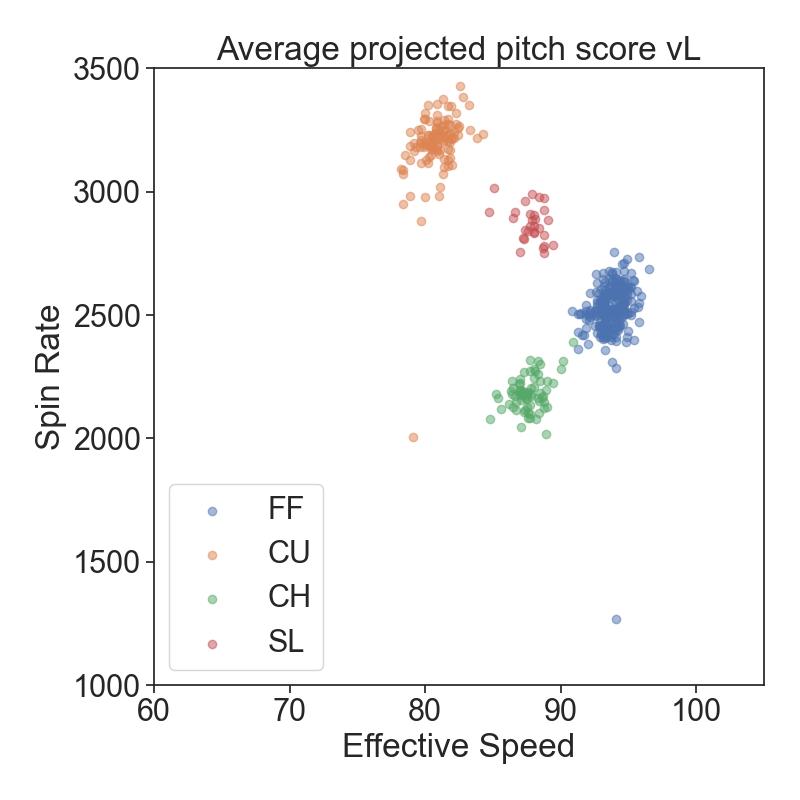 Average projected pitch score vL
3500
3000
2500
2000
1500
1000
Spin Rate
FF
CU
CH
SL
60 70 80 90 100
Effective Speed